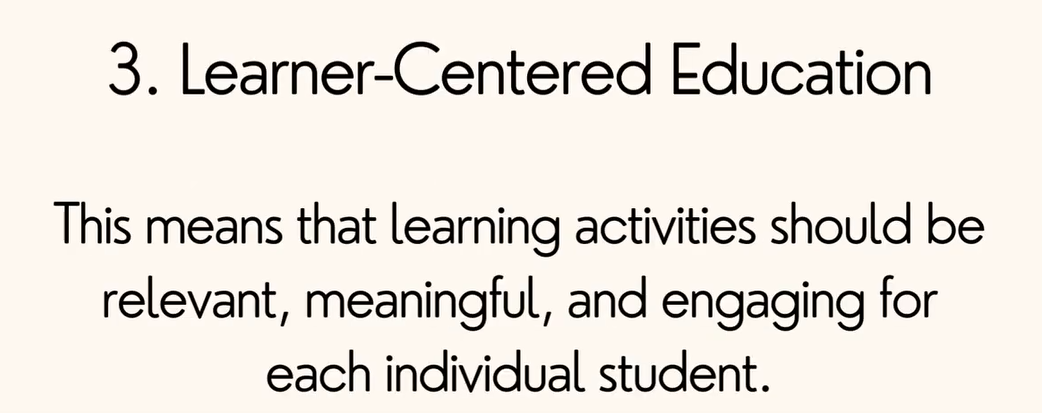 3. Learner-Centered Education
This means that learning activities should be
relevant, meaningful, and engaging for
each individual student.